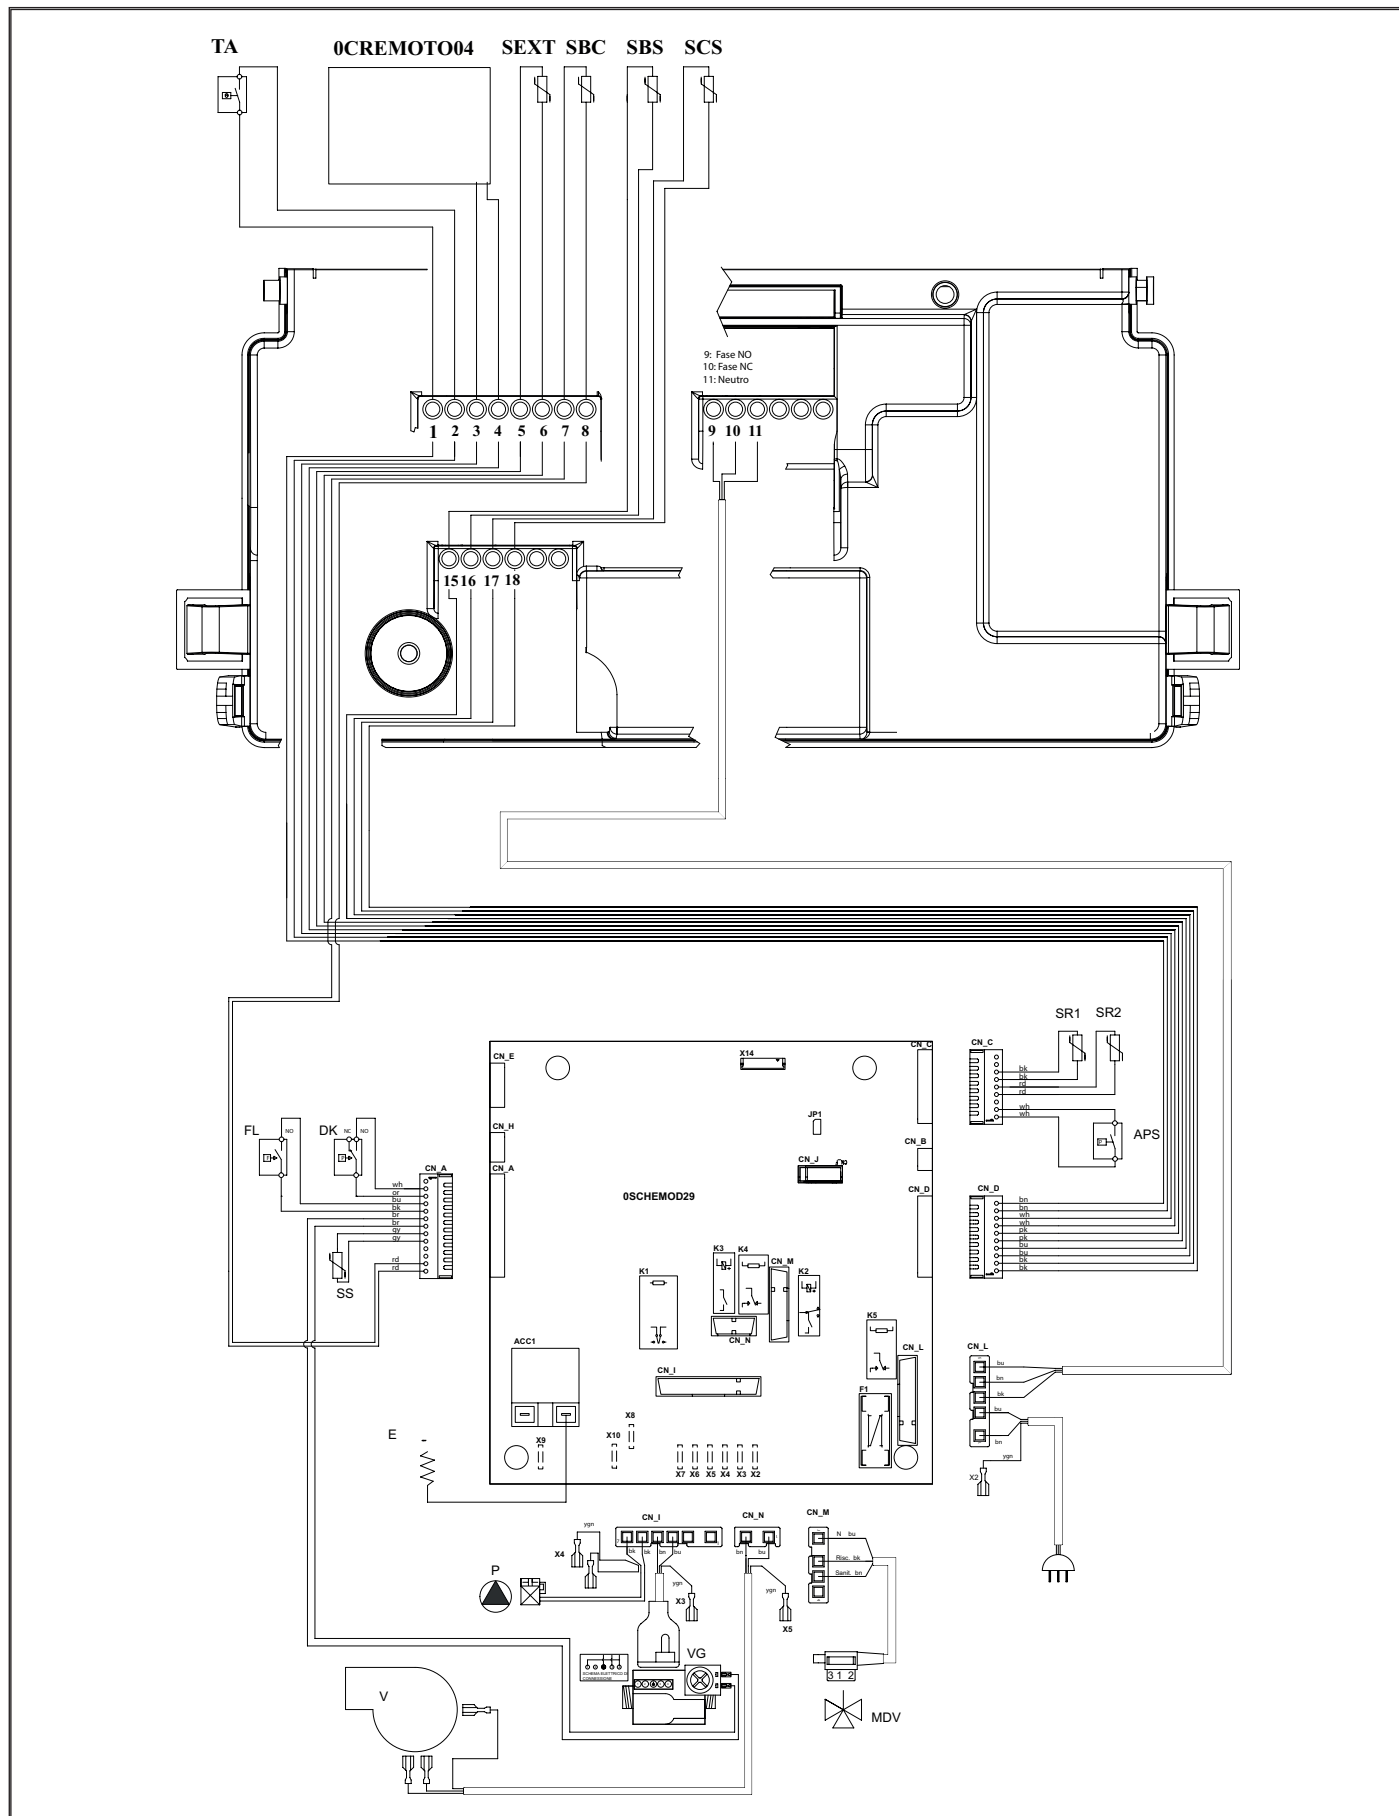 TA 0CREMOTO04 SEXT SBC SBS SCS
9: Fase NO
10: Fase NC
11: Neutro
1 2 3 4 5 6 7 8
9 10 11
15 16 17 18
SR1 SR2
CN_C
bk
bk
rd
rd
wh
wh
APS
CN_E
X14
CN_C
JP1
CN_H
CN_B
CN_J
CN_A
CN_D
0SCHEMOD29
FL NO
DK NC NO
CN_A
wh
or
bu
bk
br
br
gy
gy
rd
rd
SS
CN_D
bn
bn
wh
wh
pk
pk
bu
bu
bk
bk
K3 K4
CN_M
K1
K2
K5
CN_N
ACC1
CN_I
CN_L
F1
X8
X9
X10
X7 X6 X5 X4 X3 X2
CN_L
bu
bn
bk
bu
bn
ygn
X2
E
-
CN_I
ygn
bk bk bn bu
X4
ygn
X3
CN_N
bn bu
ygn
X5
CN_M
N bu
Risc. bk
Sanit. bn
P
VG
SCHEMA ELETTRICO DI
CONNESSIONE
3 1 2
MDV
V